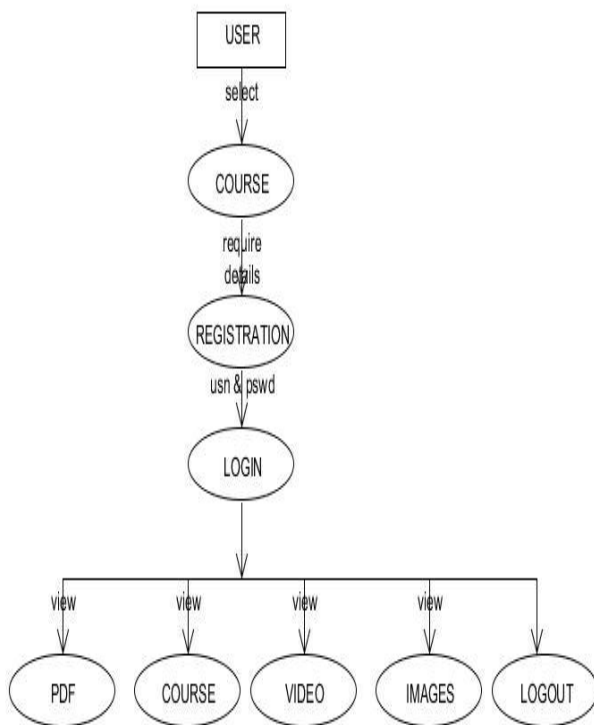 USER
select
COURSE
require
details
REGISTRATION
usn & pswd
LOGIN
view view view view
PDF COURSE VIDEO IMAGES LOGOUT